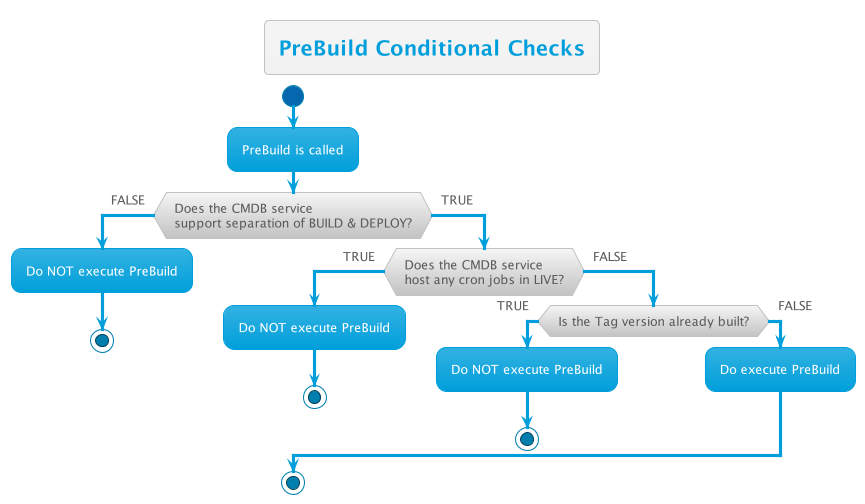 PreBuild Conditional Checks
PreBuild is called
FALSE
Does the CMDB service
support separation of BUILD & DEPLOY?
TRUE
Do NOT execute PreBuild
TRUE
Does the CMDB service
host any cron jobs in LIVE?
FALSE
Do NOT execute PreBuild
TRUE
Is the Tag version already built?
FALSE
Do NOT execute PreBuild
Do execute PreBuild